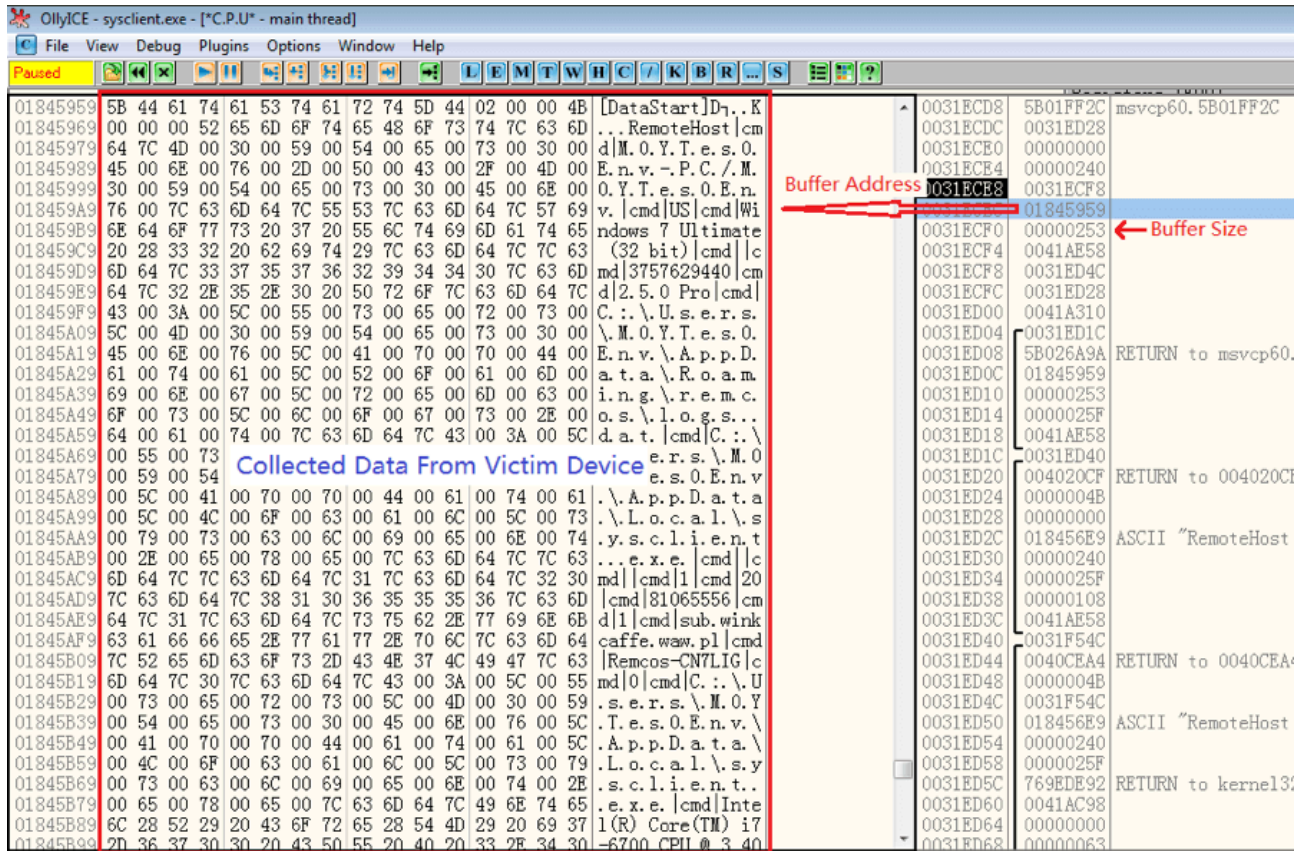 OllyICE - sysclient.exe - [*C.P.U* - main thread]
C File View Debug Plugins Options Window Help
Paused L E M T W H C / K B R ... S ?
01845959 5B 44 61 74 61 53 74 61 72 74 5D 44 02 00 00 4B [DataStart]D┐..K
01845969 00 00 00 52 65 6D 6F 74 65 48 6F 73 74 7C 63 6D ...RemoteHost|cm
01845979 64 7C 4D 00 30 00 59 00 54 00 65 00 73 00 30 00 d|M.0.Y.T.e.s.0.
01845989 45 00 6E 00 76 00 2D 00 50 00 43 00 2F 00 4D 00 E.n.v.-.P.C./.M.
01845999 30 00 59 00 54 00 65 00 73 00 30 00 45 00 6E 00 0.Y.T.e.s.0.E.n.
018459A9 76 00 7C 63 6D 64 7C 55 53 7C 63 6D 64 7C 57 69 v.|cmd|US|cmd|Wi
018459B9 6E 64 6F 77 73 20 37 20 55 6C 74 69 6D 61 74 65 ndows 7 Ultimate
018459C9 20 28 33 32 20 62 69 74 29 7C 63 6D 64 7C 7C 63 (32 bit)|cmd||c
018459D9 6D 64 7C 33 37 35 37 36 32 39 34 34 30 7C 63 6D md|3757629440|cm
018459E9 64 7C 32 2E 35 2E 30 20 50 72 6F 7C 63 6D 64 7C d|2.5.0 Pro|cmd|
018459F9 43 00 3A 00 5C 00 55 00 73 00 65 00 72 00 73 00 C.:.\.U.s.e.r.s.
01845A09 5C 00 4D 00 30 00 59 00 54 00 65 00 73 00 30 00 \.M.0.Y.T.e.s.0.
01845A19 45 00 6E 00 76 00 5C 00 41 00 70 00 70 00 44 00 E.n.v.\.A.p.p.D.
01845A29 61 00 74 00 61 00 5C 00 52 00 6F 00 61 00 6D 00 a.t.a.\.R.o.a.m.
01845A39 69 00 6E 00 67 00 5C 00 72 00 65 00 6D 00 63 00 i.n.g.\.r.e.m.c.
01845A49 6F 00 73 00 5C 00 6C 00 6F 00 67 00 73 00 2E 00 o.s.\.l.o.g.s...
01845A59 64 00 61 00 74 00 7C 63 6D 64 7C 43 00 3A 00 5C d.a.t.|cmd|C.:.\
01845A69 00 55 00 73 e.r.s.\.M.0
01845A79 00 59 00 54 e.s.0.E.n.v
Collected Data From Victim Device
01845A89 00 5C 00 41 00 70 00 70 00 44 00 61 00 74 00 61 .\.A.p.p.D.a.t.a
01845A99 00 5C 00 4C 00 6F 00 63 00 61 00 6C 00 5C 00 73 .\.L.o.c.a.l.\.s
01845AA9 00 79 00 73 00 63 00 6C 00 69 00 65 00 6E 00 74 .y.s.c.l.i.e.n.t
01845AB9 00 2E 00 65 00 78 00 65 00 7C 63 6D 64 7C 7C 63 ...e.x.e.|cmd||c
01845AC9 6D 64 7C 7C 63 6D 64 7C 31 7C 63 6D 64 7C 32 30 md||cmd|1|cmd|20
01845AD9 7C 63 6D 64 7C 38 31 30 36 35 35 35 36 7C 63 6D |cmd|81065556|cm
01845AE9 64 7C 31 7C 63 6D 64 7C 73 75 62 2E 77 69 6E 6B d|1|cmd|sub.wink
01845AF9 63 61 66 66 65 2E 77 61 77 2E 70 6C 7C 63 6D 64 caffe.waw.pl|cmd
01845B09 7C 52 65 6D 63 6F 73 2D 43 4E 37 4C 49 47 7C 63 |Remcos-CN7LIG|c
01845B19 6D 64 7C 30 7C 63 6D 64 7C 43 00 3A 00 5C 00 55 md|0|cmd|C.:.\.U
01845B29 00 73 00 65 00 72 00 73 00 5C 00 4D 00 30 00 59 .s.e.r.s.\.M.0.Y
01845B39 00 54 00 65 00 73 00 30 00 45 00 6E 00 76 00 5C .T.e.s.0.E.n.v.\
01845B49 00 41 00 70 00 70 00 44 00 61 00 74 00 61 00 5C .A.p.p.D.a.t.a.\
01845B59 00 4C 00 6F 00 63 00 61 00 6C 00 5C 00 73 00 79 .L.o.c.a.l.\.s.y
01845B69 00 73 00 63 00 6C 00 69 00 65 00 6E 00 74 00 2E .s.c.l.i.e.n.t..
01845B79 00 65 00 78 00 65 00 7C 63 6D 64 7C 49 6E 74 65 .e.x.e.|cmd|Inte
01845B89 6C 28 52 29 20 43 6F 72 65 28 54 4D 29 20 69 37 l(R) Core(TM) i7
01845B99 2D 36 37 30 30 20 43 50 55 20 40 20 33 2E 34 30 -6700 CPU @ 3.40
0031ECD8 5B01FF2C msvcp60.5B01FF2C
0031ECDC 0031ED28
0031ECE0 00000000
0031ECE4 00000240
Buffer Address
0031ECE8 0031ECF8
01845959
0031ECF0 00000253
Buffer Size
0031ECF4 0041AE58
0031ECF8 0031ED4C
0031ECFC 0031ED28
0031ED00 0041A310
0031ED04 0031ED1C
0031ED08 5B026A9A RETURN to msvcp60.
0031ED0C 01845959
0031ED10 00000253
0031ED14 0000025F
0031ED18 0041AE58
0031ED1C 0031ED40
0031ED20 004020CF RETURN to 004020CF
0031ED24 0000004B
0031ED28 00000000
0031ED2C 018456E9 ASCII "RemoteHost
0031ED30 00000240
0031ED34 0000025F
0031ED38 00000108
0031ED3C 0041AE58
0031ED40 0031F54C
0031ED44 0040CEA4 RETURN to 0040CEA4
0031ED48 0000004B
0031ED4C 0031F54C
0031ED50 018456E9 ASCII "RemoteHost
0031ED54 00000240
0031ED58 0000025F
0031ED5C 769EDE92 RETURN to kernel32
0031ED60 0041AC98
0031ED64 00000000
0031ED68 00000063